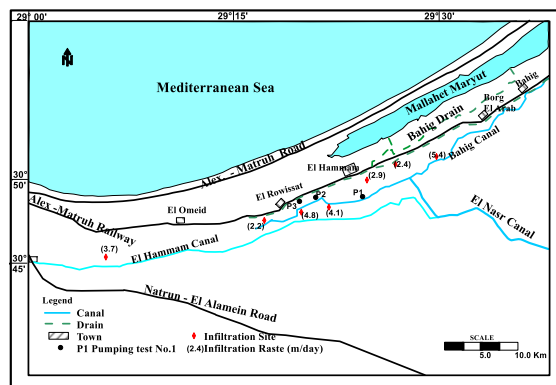 29° 00'
29° 15'
29° 30'
N
Mediterranean Sea
Mallahet Maryut
Bahig
Borg
El Arab
Bahig Drain
Bahig Canal
Alex. - Matruh Road
El Hammam
(2.4)
(5.4)
(2.9)
30°
50'
El Rowissat
P2
P1
P3
El Omeid
(4.8)
(4.1)
(2.2)
Alex-Matruh Railway
El Nasr Canal
El Hammam Canal
(3.7)
30°
45'
Natrun - El Alamein Road
Legend
Canal
Drain
Town
P1 Pumping test No.1
Infiltration Site
(2.4) Infiltration Raste (m/day)
SCALE
5.0
10.0 Km